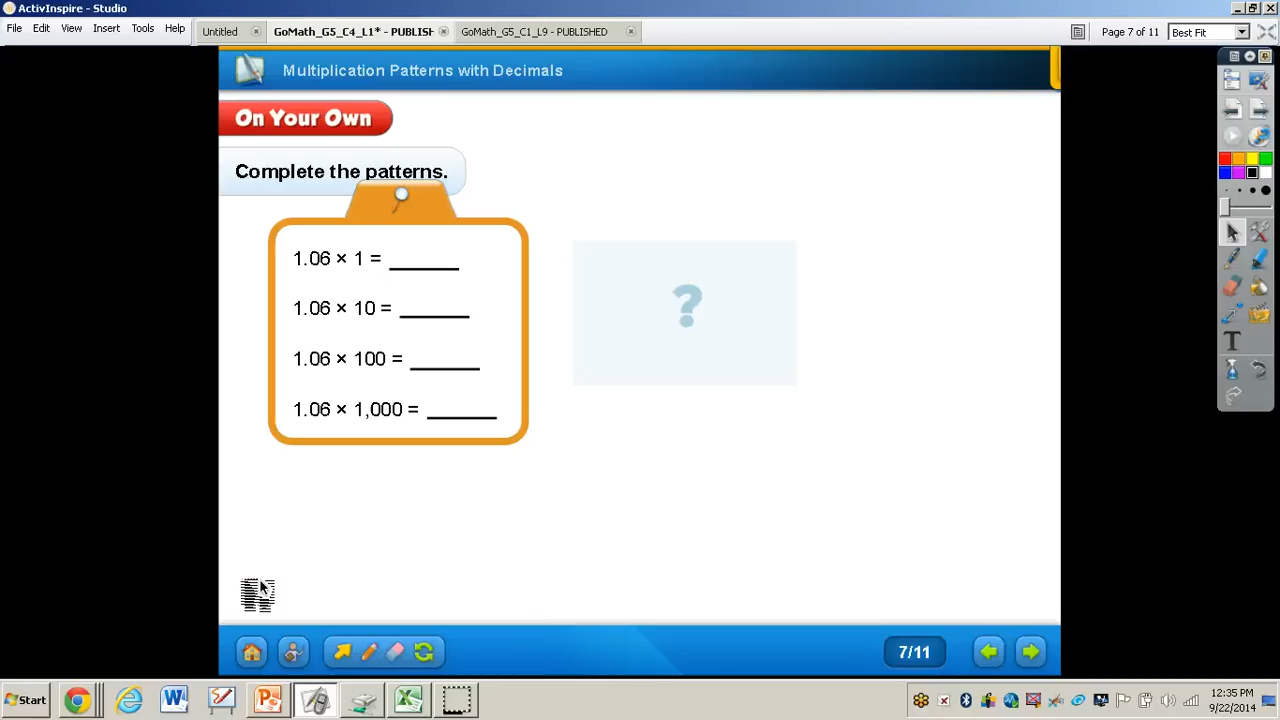 ActivInspire - Studio
File Edit View Insert Tools Help
Untitled
GoMath_G5_C4_L1* - PUBLISH
GoMath_G5_C1_L9 - PUBLISHED
Page 7 of 11
Best Fit
Multiplication Patterns with Decimals
On Your Own
Complete the patterns.
1.06 × 1 = ______
1.06 × 10 = ______
1.06 × 100 = ______
1.06 × 1,000 = ______
?
T
7/11
Start
12:35 PM
9/22/2014